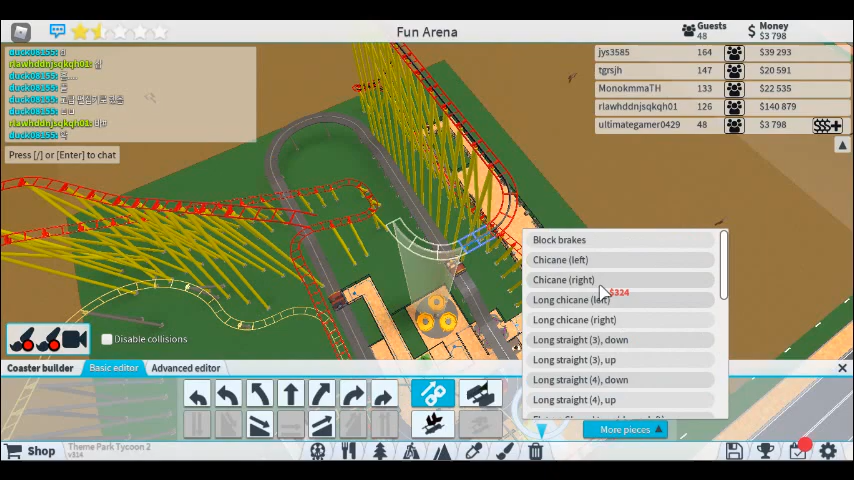 Fun Arena
Guests
48
Money
$ 3 798
duck08155: ㅎ
duck08155:
duck08155:
duck08155:
duck08155: ㅁㅁ
duck08155:
Press [/] or [Enter] to chat
jys3585 164 $39 293
tgrsjh 147 $20 591
MonokmmaTH 133 $22 535
rlawhddnjsqkqh01 126 $140 879
ultimategamer0429 48 $3 798 $$$+
Block brakes
Chicane (left)
Chicane (right)
$324
Long chicane (left)
Long chicane (right)
Long straight (3), down
Long straight (3), up
Long straight (4), down
Long straight (4), up
Disable collisions
Coaster builder Basic editor Advanced editor
More pieces
Shop
Theme Park Tycoon 2
v314